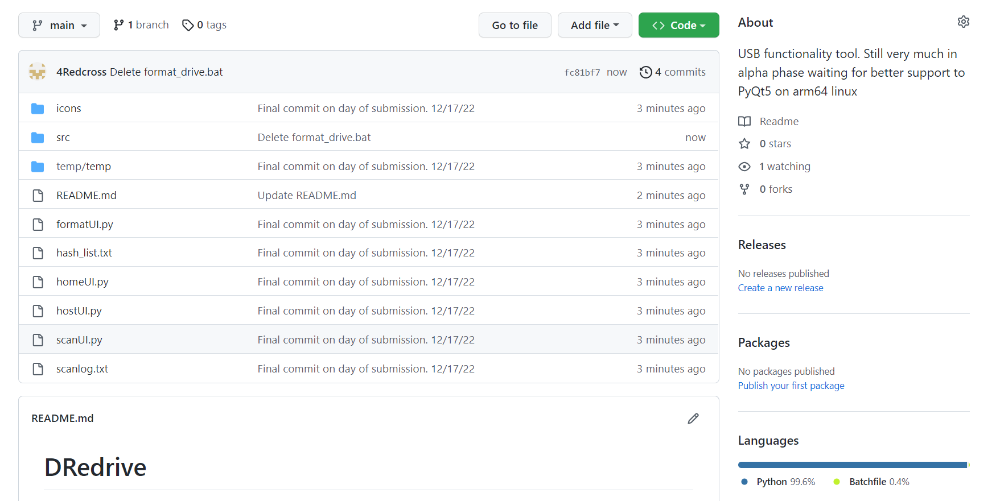 main
1 branch
0 tags
Go to file
Add file
Code
4Redcross Delete format_drive.bat
fc81bf7 now
4 commits
icons
Final commit on day of submission. 12/17/22
3 minutes ago
src
Delete format_drive.bat
now
temp/temp
Final commit on day of submission. 12/17/22
3 minutes ago
README.md
Update README.md
2 minutes ago
formatUI.py
Final commit on day of submission. 12/17/22
3 minutes ago
hash_list.txt
Final commit on day of submission. 12/17/22
3 minutes ago
homeUI.py
Final commit on day of submission. 12/17/22
3 minutes ago
hostUI.py
Final commit on day of submission. 12/17/22
3 minutes ago
scanUI.py
Final commit on day of submission. 12/17/22
3 minutes ago
scanlog.txt
Final commit on day of submission. 12/17/22
3 minutes ago
README.md
DRedrive
About
USB functionality tool. Still very much in
alpha phase waiting for better support to
PyQt5 on arm64 linux
Readme
0 stars
1 watching
0 forks
Releases
No releases published
Create a new release
Packages
No packages published
Publish your first package
Languages
Python 99.6%
Batchfile 0.4%